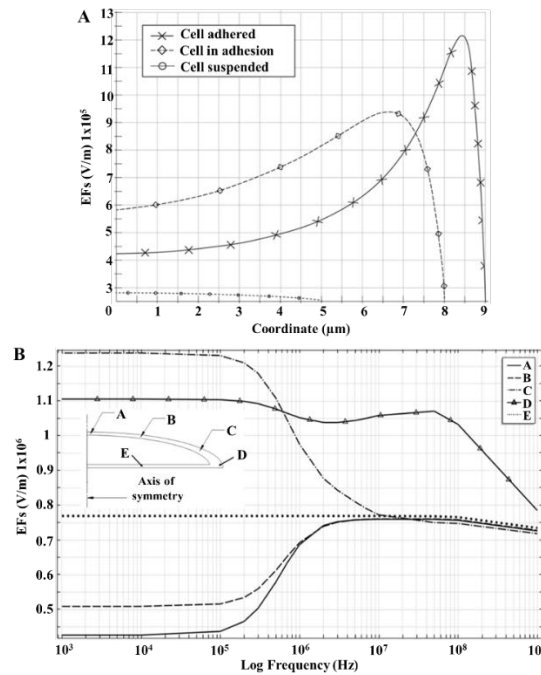 A
13
12
11
10
9
8
7
6
5
4
3
EFs (V/m) 1x10⁵
Cell adhered
Cell in adhesion
Cell suspended
0 1 2 3 4 5 6 7 8 9
Coordinate (µm)
B
1.2
1.1
1
0.9
0.8
0.7
0.6
0.5
EFs (V/m) 1x10⁶
A
B
C
D
E
A
B
C
E
D
Axis of
symmetry
10³ 10⁴ 10⁵ 10⁶ 10⁷ 10⁸ 10
Log Frequency (Hz)